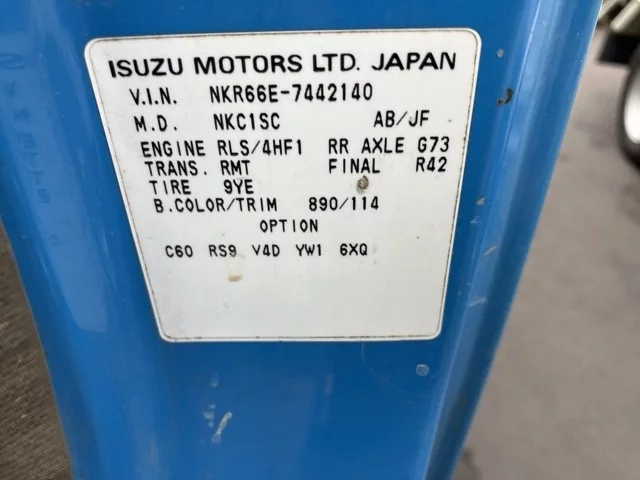 ISUZU MOTORS LTD. JAPAN
V.I.N. NKR66E-7442140
M.D. NKC1SC AB/JF
ENGINE RLS/4HF1 RR AXLE G73
TRANS. RMT FINAL R42
TIRE 9YE
B.COLOR/TRIM 890/114
OPTION
C60 RS9 V4D YW1 6XQ